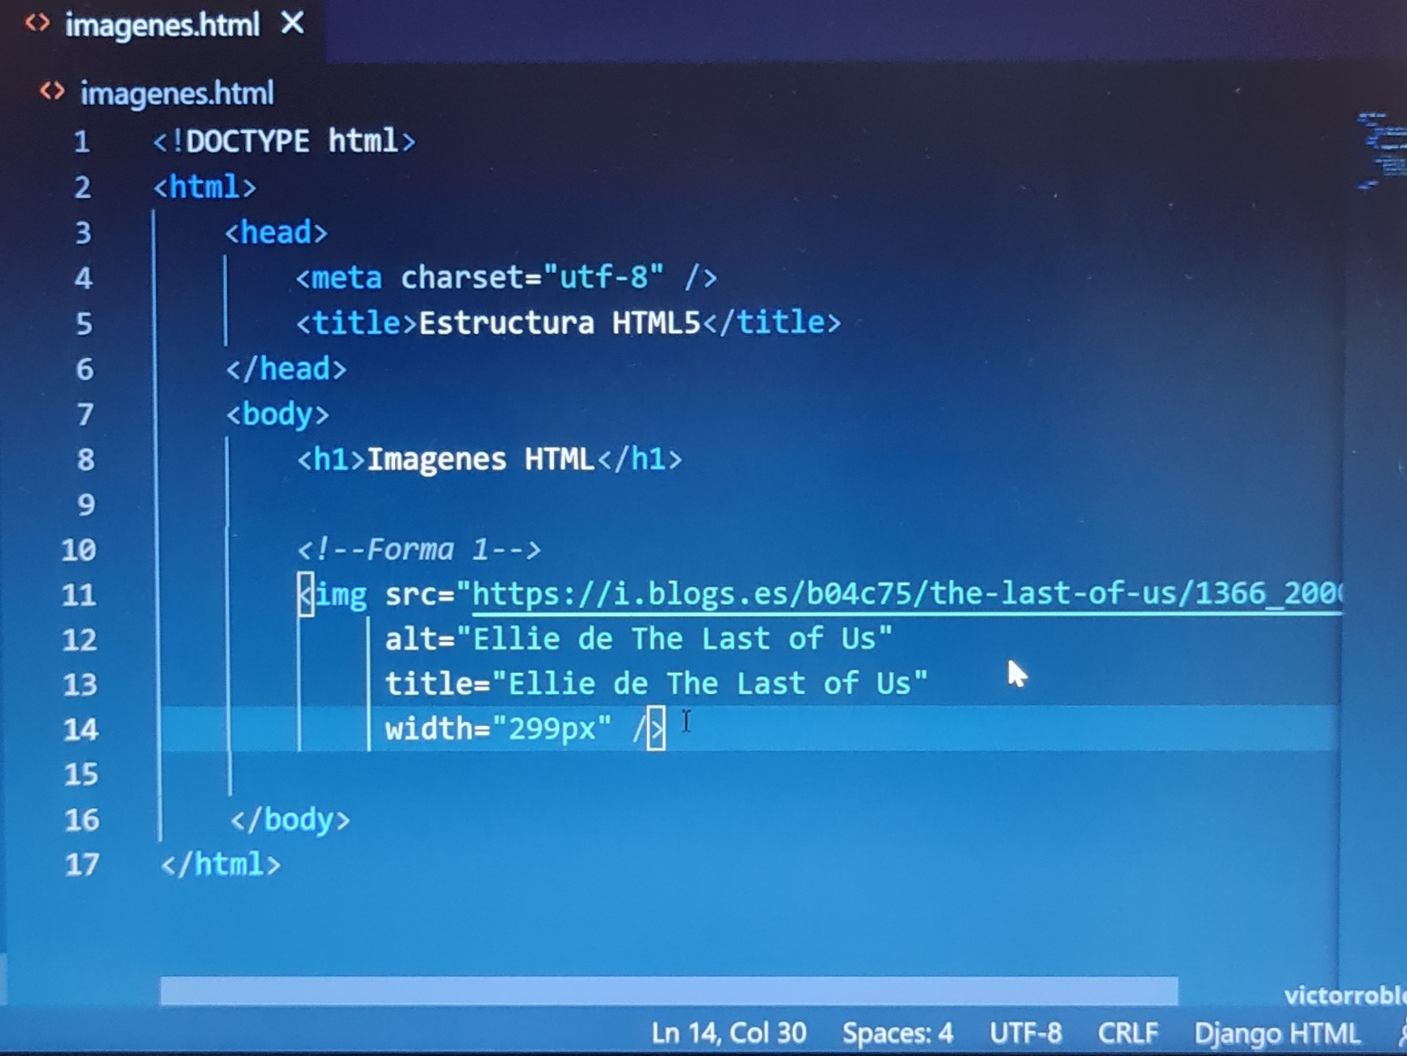 <> imagenes.html ×
<> imagenes.html
1 <!DOCTYPE html>
2 <html>
3 <head>
4 <meta charset="utf-8" />
5 <title>Estructura HTML5</title>
6 </head>
7 <body>
8 <h1>Imagenes HTML</h1>
9
10 <!--Forma 1-->
11 <img src="https://i.blogs.es/b04c75/the-last-of-us/1366_200
12 alt="Ellie de The Last of Us"
13 title="Ellie de The Last of Us"
14 width="299px" />
15
16 </body>
17 </html>
victorroble
Ln 14, Col 30 Spaces: 4 UTF-8 CRLF Django HTML